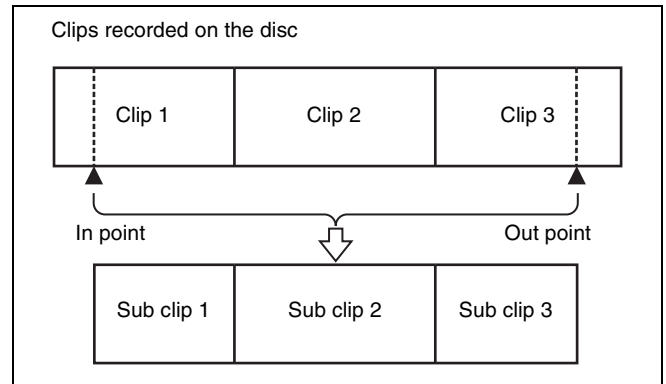 Clips recorded on the disc
Clip 1 Clip 2 Clip 3
In point Out point
Sub clip 1 Sub clip 2 Sub clip 3